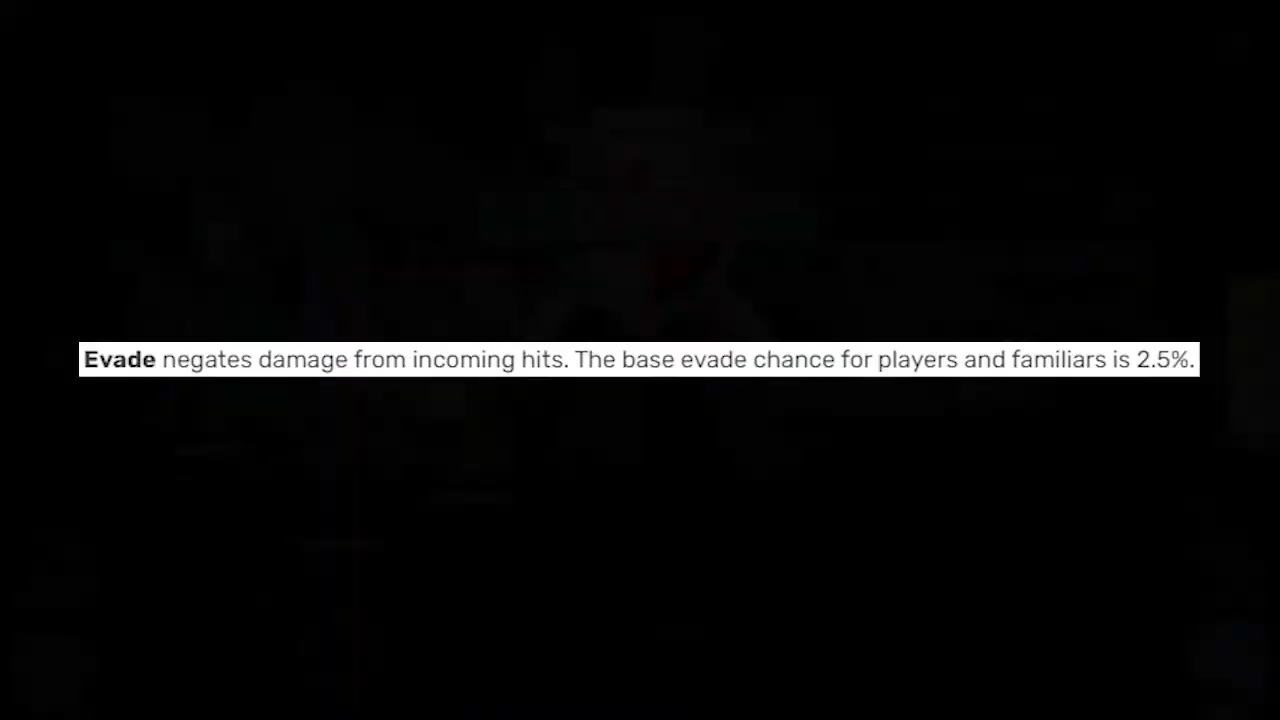 Evade negates damage from incoming hits. The base evade chance for players and familiars is 2.5%.